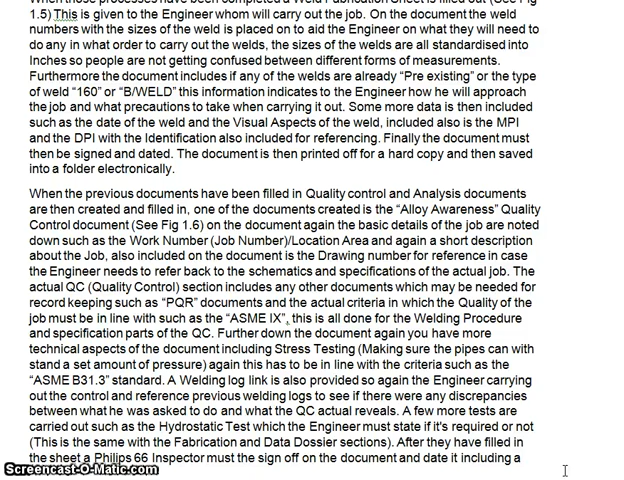 When those processes have been completed a Weld Fabrication Sheet is filled out (See Fig
1.5) This is given to the Engineer whom will carry out the job. On the document the weld
numbers with the sizes of the weld is placed on to aid the Engineer on what they will need to
do any in what order to carry out the welds, the sizes of the welds are all standardised into
Inches so people are not getting confused between different forms of measurements.
Furthermore the document includes if any of the welds are already “Pre existing” or the type
of weld “160” or “B/WELD” this information indicates to the Engineer how he will approach
the job and what precautions to take when carrying it out. Some more data is then included
such as the date of the weld and the Visual Aspects of the weld, included also is the MPI
and the DPI with the Identification also included for referencing. Finally the document must
then be signed and dated. The document is then printed off for a hard copy and then saved
into a folder electronically.
When the previous documents have been filled in Quality control and Analysis documents
are then created and filled in, one of the documents created is the “Alloy Awareness” Quality
Control document (See Fig 1.6) on the document again the basic details of the job are noted
down such as the Work Number (Job Number)/Location Area and again a short description
about the Job, also included on the document is the Drawing number for reference in case
the Engineer needs to refer back to the schematics and specifications of the actual job. The
actual QC (Quality Control) section includes any other documents which may be needed for
record keeping such as “PQR” documents and the actual criteria in which the Quality of the
job must be in line with such as the “ASME IX”, this is all done for the Welding Procedure
and specification parts of the QC. Further down the document again you have more
technical aspects of the document including Stress Testing (Making sure the pipes can with
stand a set amount of pressure) again this has to be in line with the criteria such as the
“ASME B31.3” standard. A Welding log link is also provided so again the Engineer carrying
out the control and reference previous welding logs to see if there were any discrepancies
between what he was asked to do and what the QC actual reveals. A few more tests are
carried out such as the Hydrostatic Test which the Engineer must state if it's required or not
(This is the same with the Fabrication and Data Dossier sections). After they have filled in
the sheet a Philips 66 Inspector must the sign off on the document and date it including a
Screencast-O-Matic.com